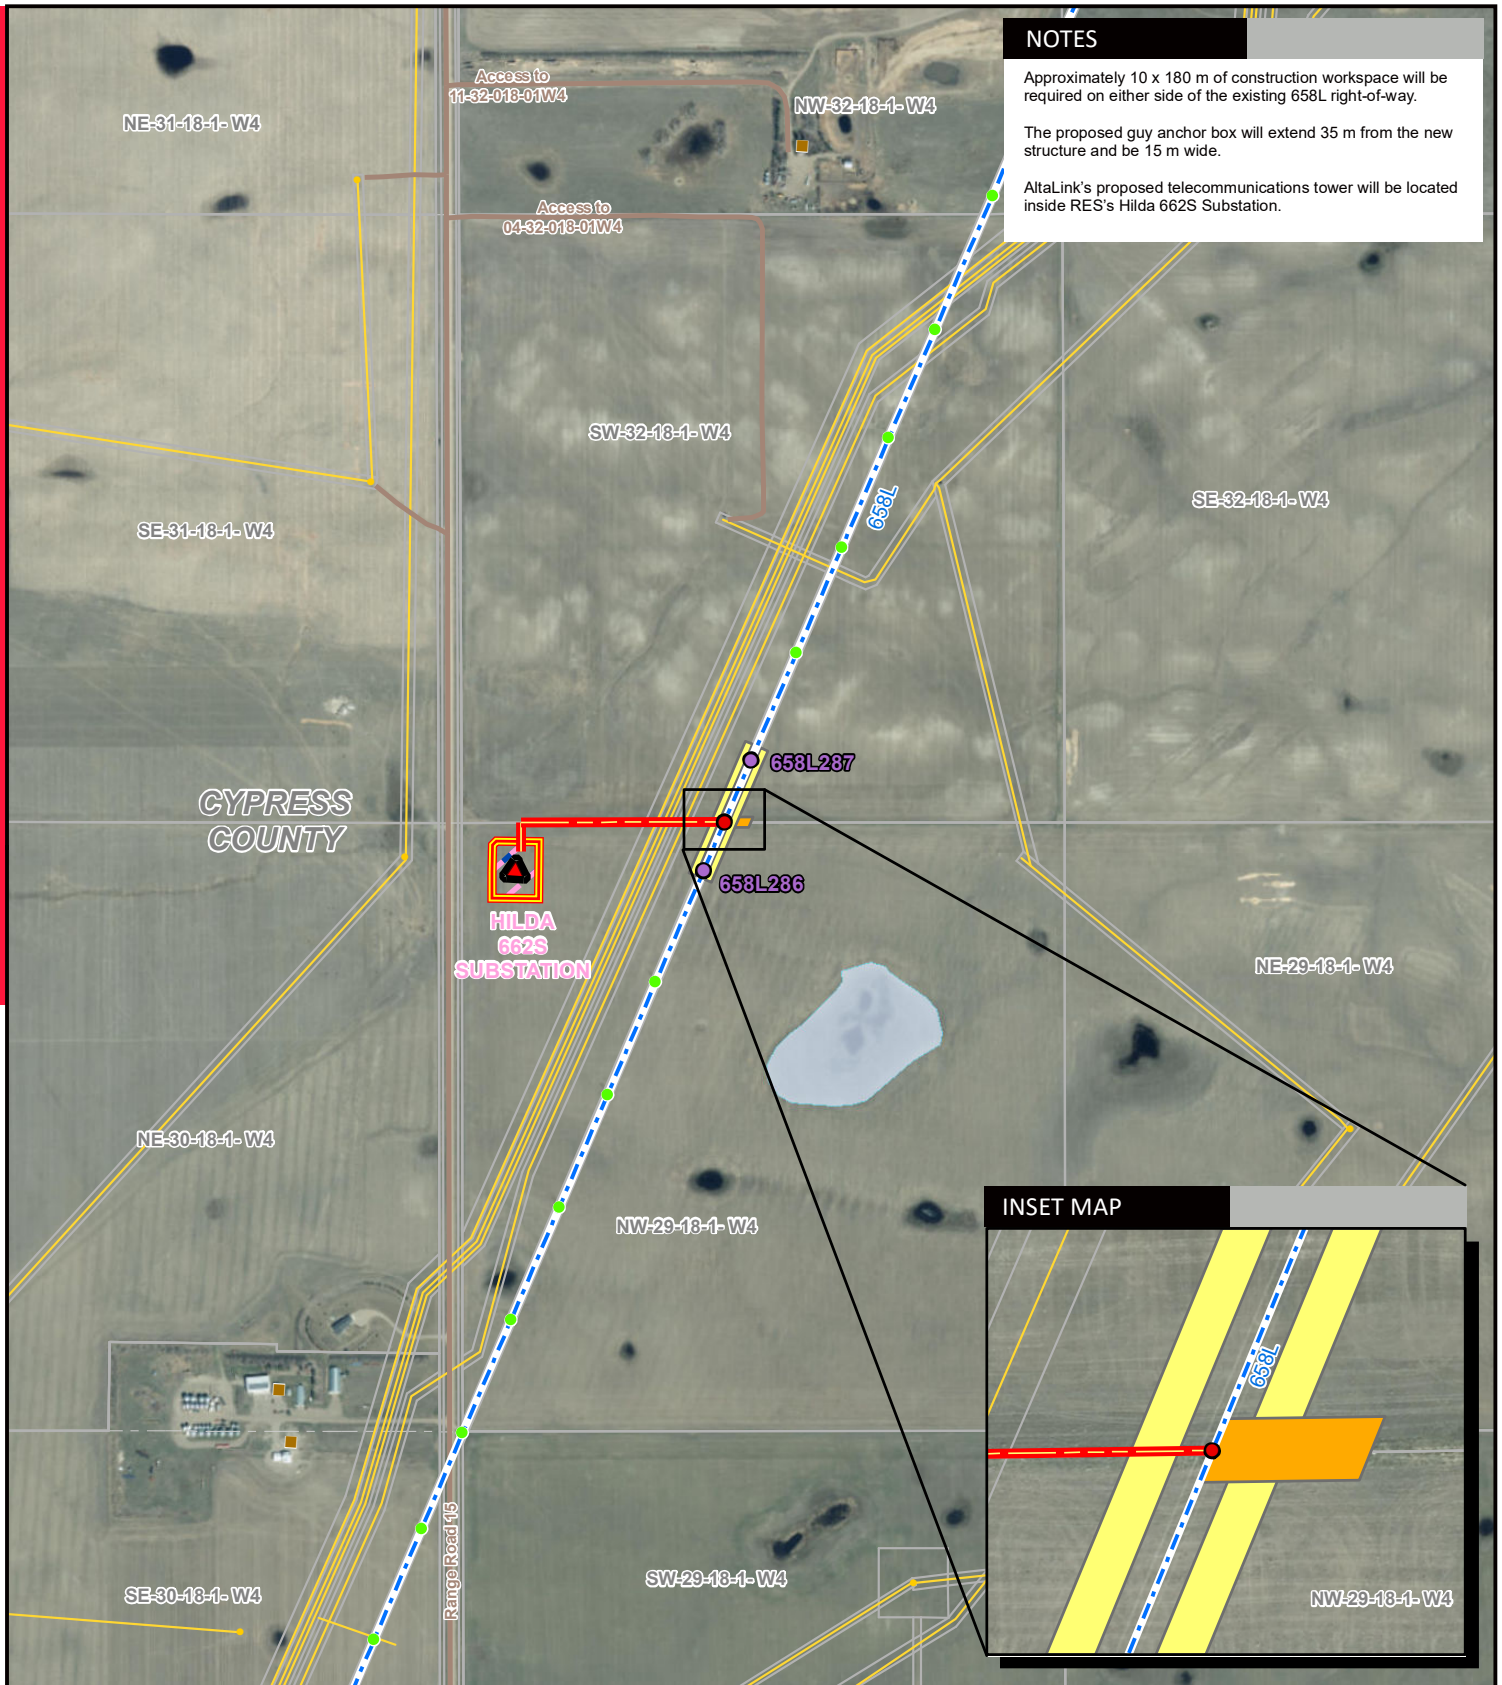 NOTES
Approximately 10 x 180 m of construction workspace will be
required on either side of the existing 658L right-of-way.
The proposed guy anchor box will extend 35 m from the new
structure and be 15 m wide.
AltaLink's proposed telecommunications tower will be located
inside RES's Hilda 662S Substation.
Access to
11-32-018-01W4
NE-31-18-1- W4
NW-32-18-1- W4
Access to
04-32-018-01W4
SW-32-18-1- W4
658L
SE-32-18-1- W4
SE-31-18-1- W4
658L287
CYPRESS
COUNTY
658L286
HILDA
662S
SUBSTATION
NE-29-18-1- W4
NE-30-18-1- W4
NW-29-18-1- W4
INSET MAP
658L
NW-29-18-1- W4
Range Road 15
SW-29-18-1- W4
SE-30-18-1- W4